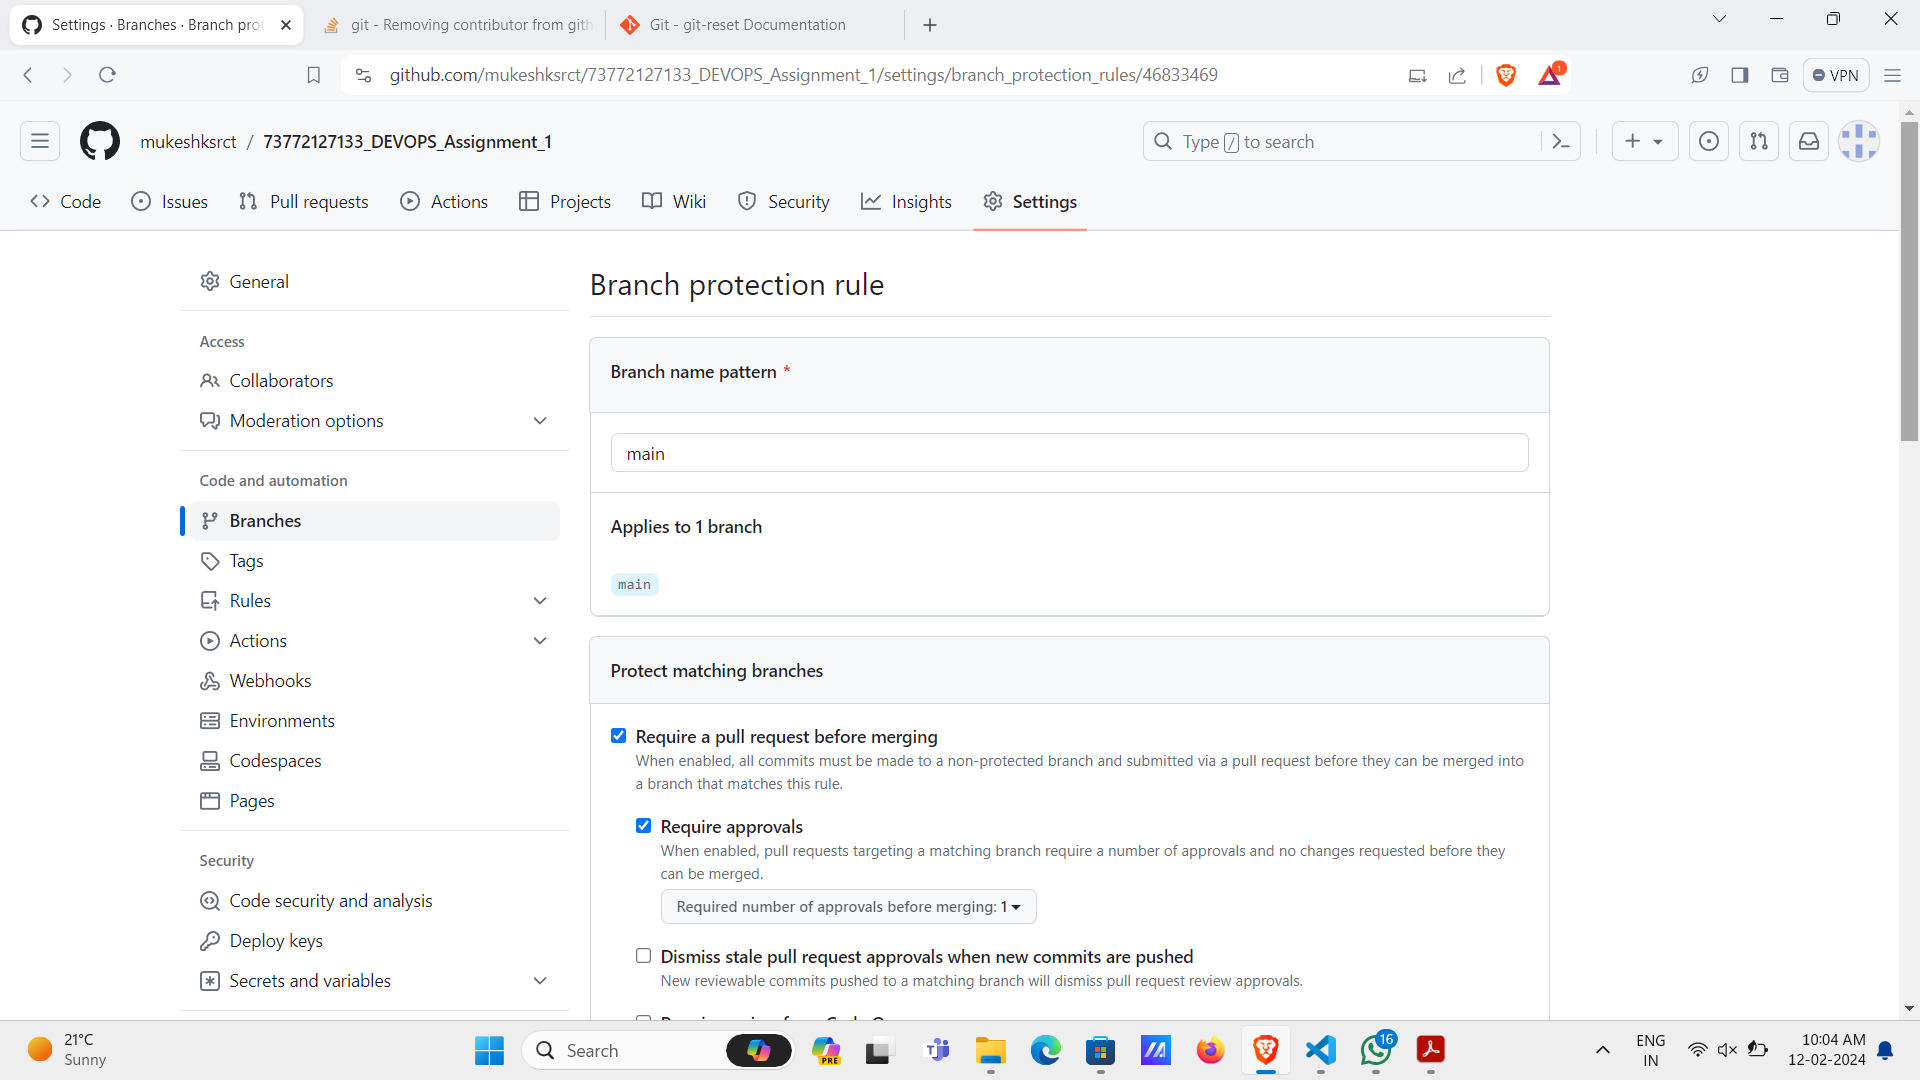 Settings · Branches · Branch prot
git - Removing contributor from gith
Git - git-reset Documentation
github.com/mukeshksrct/73772127133_DEVOPS_Assignment_1/settings/branch_protection_rules/46833469
1
VPN
mukeshksrct / 73772127133_DEVOPS_Assignment_1
Type / to search
Code
Issues
Pull requests
Actions
Projects
Wiki
Security
Insights
Settings
General
Access
Collaborators
Moderation options
Code and automation
Branches
Tags
Rules
Actions
Webhooks
Environments
Codespaces
Pages
Security
Code security and analysis
Deploy keys
Secrets and variables
Branch protection rule
Branch name pattern *
main
Applies to 1 branch
main
Protect matching branches
Require a pull request before merging
When enabled, all commits must be made to a non-protected branch and submitted via a pull request before they can be merged into
a branch that matches this rule.
Require approvals
When enabled, pull requests targeting a matching branch require a number of approvals and no changes requested before they
can be merged.
Required number of approvals before merging: 1
Dismiss stale pull request approvals when new commits are pushed
New reviewable commits pushed to a matching branch will dismiss pull request review approvals.
21°C
Sunny
Search
PRE
16
ENG
IN
10:04 AM
12-02-2024